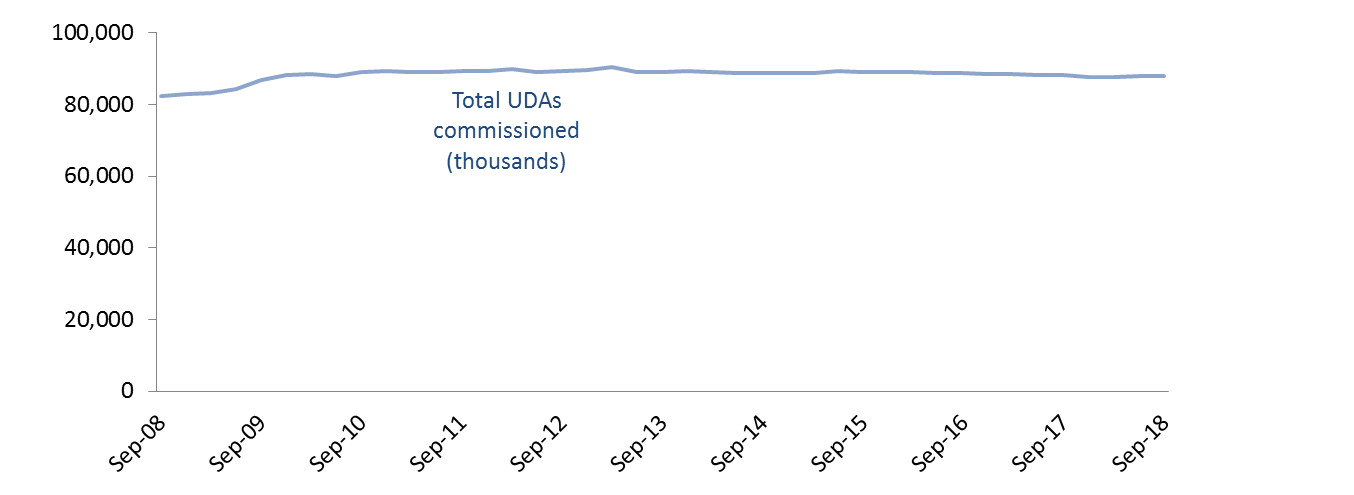 100,000
80,000
60,000
40,000
20,000
0
Total UDAs
commissioned
(thousands)
Sep-08
Sep-09
Sep-10
Sep-11
Sep-12
Sep-13
Sep-14
Sep-15
Sep-16
Sep-17
Sep-18